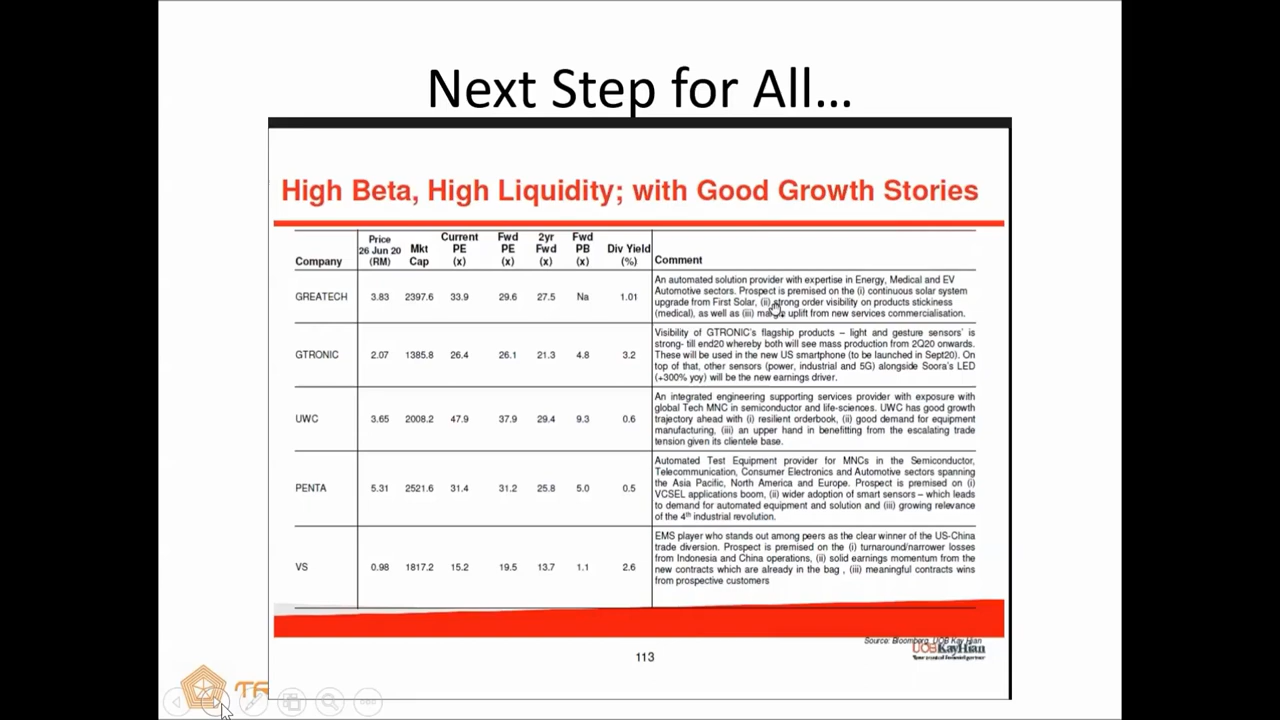 Next Step for All...
High Beta, High Liquidity; with Good Growth Stories
Company Price 26 Jun 20 (RM) Mkt Cap Current PE (x) Fwd PE (x) 2yr Fwd (x) Fwd PB (x) Div Yield (%) Comment
GREATECH 3.83 2397.6 33.9 29.6 27.5 Na 1.01
An automated solution provider with expertise in Energy, Medical and EV
Automotive sectors. Prospect is premised on the (i) continuous solar system
upgrade from First Solar, (ii) strong order visibility on products stickiness
(medical), as well as (iii) uplift from new services commercialisation.
GTRONIC 2.07 1385.8 26.4 26.1 21.3 4.8 3.2
Visibility of GTRONIC's flagship products – light and gesture sensors' is
strong- till end20 whereby both will see mass production from 2Q20 onwards.
These will be used in the new US smartphone (to be launched in Sept20). On
top of that, other sensors (power, industrial and 5G) alongside Soora's LED
(+300% yoy) will be the new earnings driver.
UWC 3.65 2008.2 47.9 37.9 29.4 9.3 0.6
An integrated engineering supporting services provider with exposure with
global Tech MNC in semiconductor and life-sciences. UWC has good growth
trajectory ahead with (i) resilient orderbook, (ii) good demand for equipment
manufacturing, (iii) an upper hand in benefitting from the escalating trade
tension given its clientele base.
PENTA 5.31 2521.6 31.4 31.2 25.8 5.0 0.5
Automated Test Equipment provider for MNCs in the Semiconductor,
Telecommunication, Consumer Electronics and Automotive sectors spanning
the Asia Pacific, North America and Europe. Prospect is premised on (i)
VCSEL applications boom, (ii) wider adoption of smart sensors – which leads
to demand for automated equipment and solution and (iii) growing relevance
of the 4th industrial revolution.
VS 0.98 1817.2 15.2 19.5 13.7 1.1 2.6
EMS player who stands out among peers as the clear winner of the US-China
trade diversion. Prospect is premised on the (i) turnaround/narrower losses
from Indonesia and China operations, (ii) solid earnings momentum from the
new contracts which are already in the bag , (iii) meaningful contracts wins
from prospective customers
Source: Bloomberg, UOB Kay Hian
UOBKayHian
113
TR